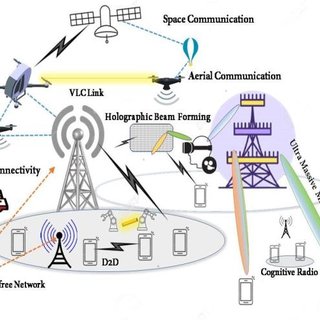 Space Communication
Aerial Communication
VLC Link
Holographic Beam Forming
nnectivity
Ultra Massive
free Network
D2D
Cognitive Radio